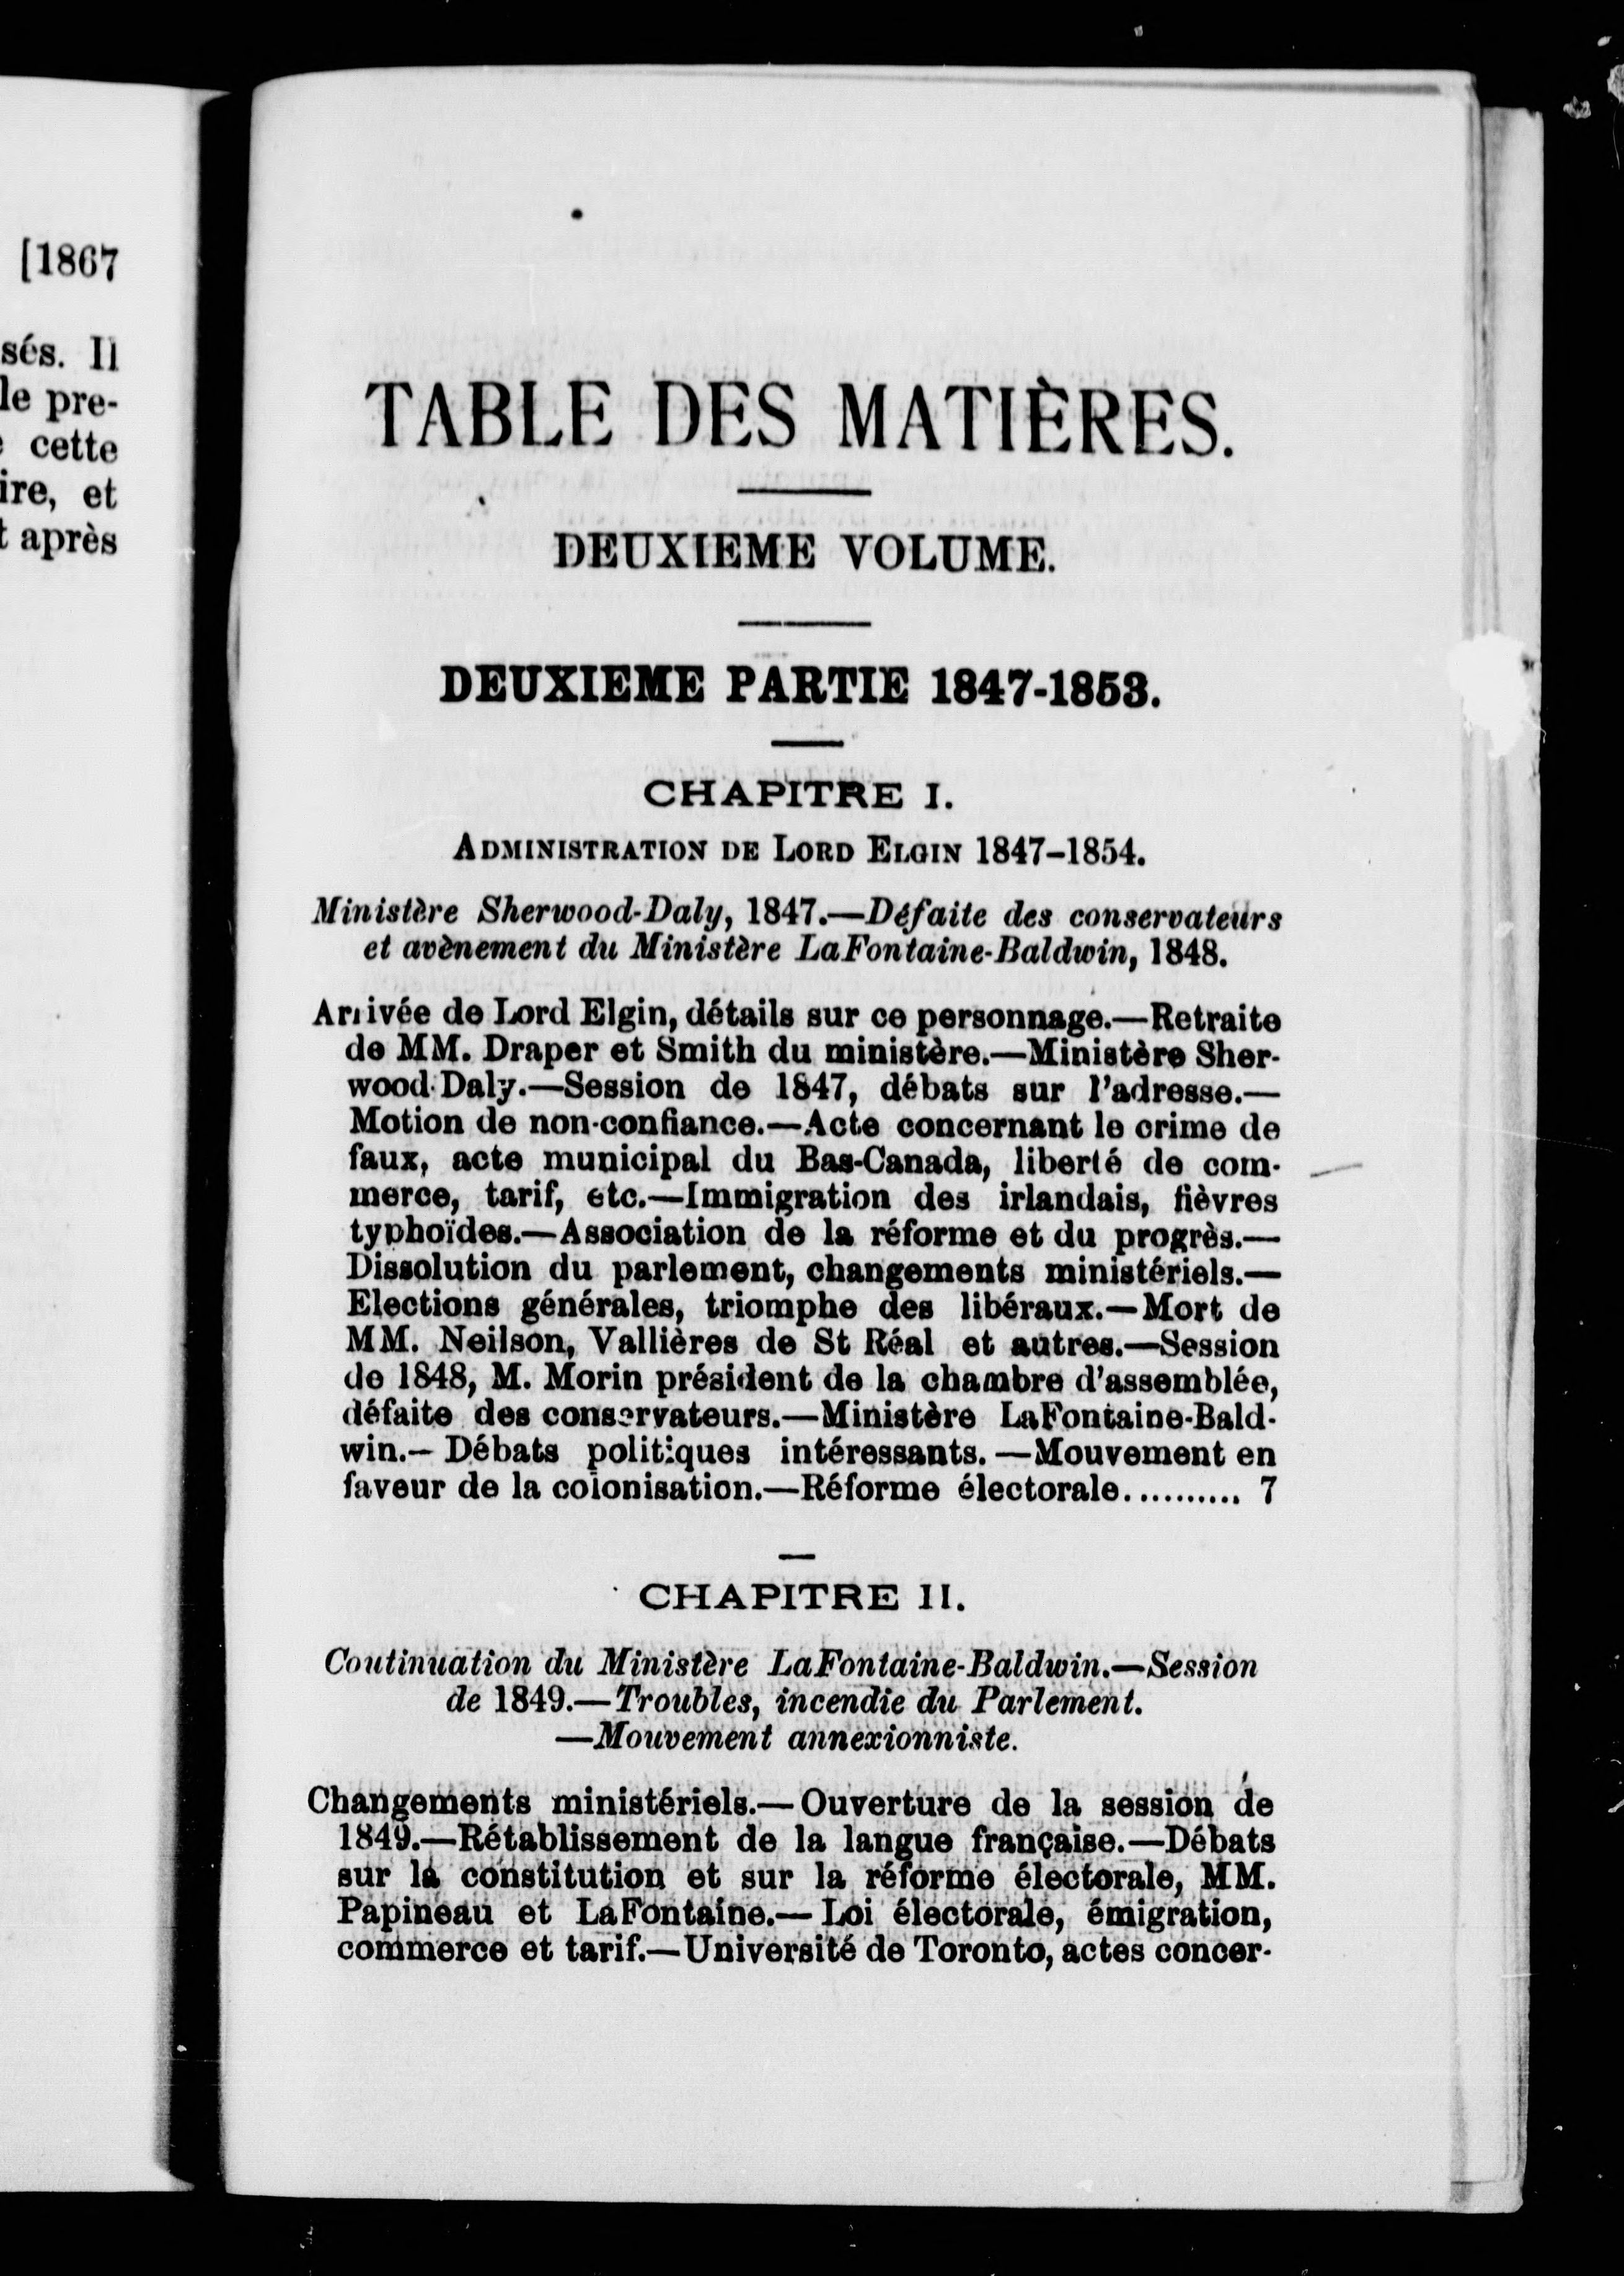 [1867
sés. Il
le pre-
cette
ire, et
t après
TABLE DES MATIÈRES.
DEUXIEME VOLUME.
DEUXIEME PARTIE 1847-1853.
CHAPITRE I.
ADMINISTRATION DE LORD ELGIN 1847-1854.
Ministère Sherwood-Daly, 1847.—Défaite des conservateurs
et avènement du Ministère LaFontaine-Baldwin, 1848.
Arrivée de Lord Elgin, détails sur ce personnage.—Retraite
de MM. Draper et Smith du ministère.—Ministère Sher-
wood-Daly.—Session de 1847, débats sur l'adresse.—
Motion de non-confiance.—Acte concernant le crime de
faux, acte municipal du Bas-Canada, liberté de com-
merce, tarif, etc.—Immigration des irlandais, fièvres
typhoïdes.—Association de la réforme et du progrès.—
Dissolution du parlement, changements ministériels.—
Elections générales, triomphe des libéraux.—Mort de
MM. Neilson, Vallières de St Réal et autres.—Session
de 1848, M. Morin président de la chambre d'assemblée,
défaite des conservateurs.—Ministère LaFontaine-Bald-
win.—Débats politiques intéressants.—Mouvement en
faveur de la colonisation.—Réforme électorale.......... 7
CHAPITRE II.
Continuation du Ministère LaFontaine-Baldwin.—Session
de 1849.—Troubles, incendie du Parlement.
—Mouvement annexionniste.
Changements ministériels.—Ouverture de la session de
1849.—Rétablissement de la langue française.—Débats
sur la constitution et sur la réforme électorale, MM.
Papineau et LaFontaine.—Loi électorale, émigration,
commerce et tarif.—Université de Toronto, actes concer-